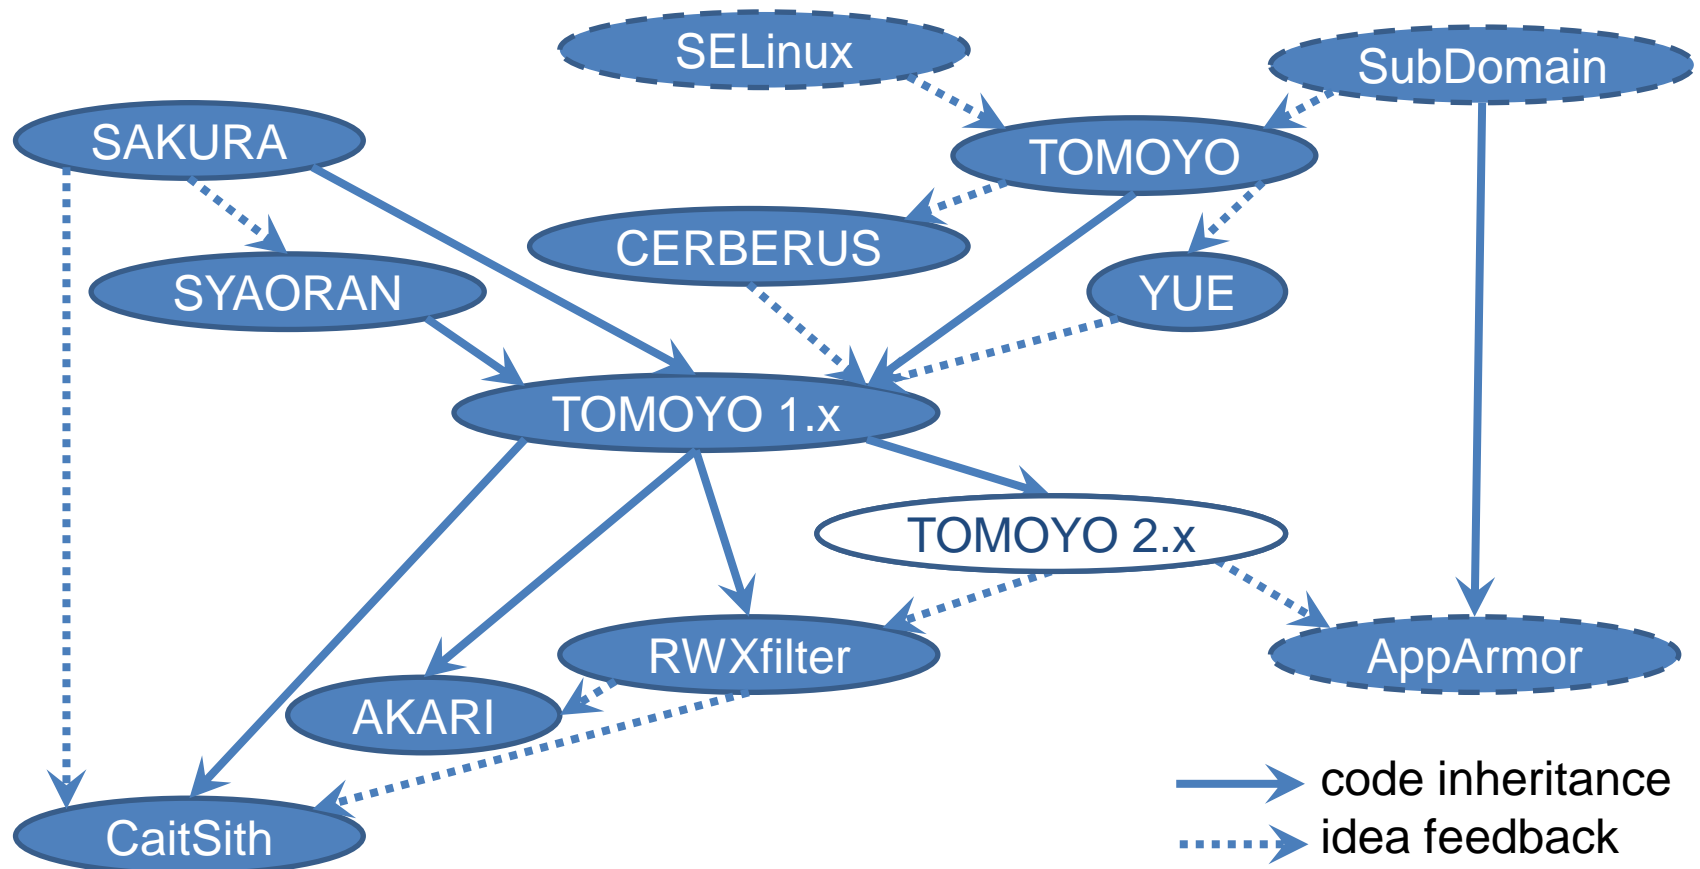 SELinux
SubDomain
SAKURA
TOMOYO
CERBERUS
SYAORAN
YUE
TOMOYO 1.x
TOMOYO 2.x
RWXfilter
AppArmor
AKARI
code inheritance
CaitSith
idea feedback